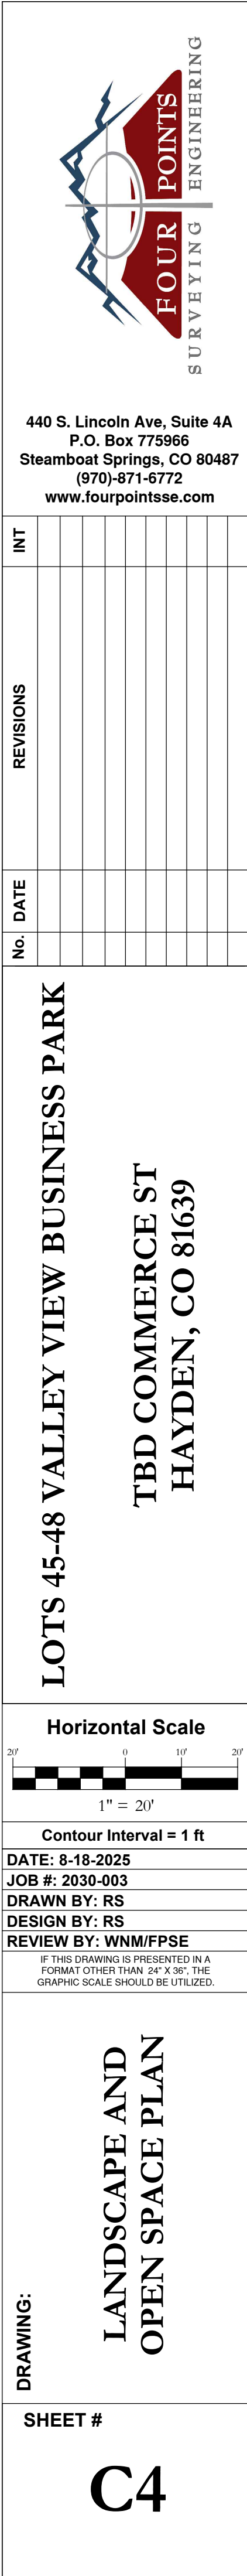 FOUR POINTS
SURVEYING ENGINEERING
440 S. Lincoln Ave, Suite 4A
P.O. Box 775966
Steamboat Springs, CO 80487
(970)-871-6772
www.fourpointsse.com
No. DATE REVISIONS INT
LOTS 45-48 VALLEY VIEW BUSINESS PARK
TBD COMMERCE ST
HAYDEN, CO 81639
Horizontal Scale
20' 0 10' 20'
1" = 20'
Contour Interval = 1 ft
DATE: 8-18-2025
JOB #: 2030-003
DRAWN BY: RS
DESIGN BY: RS
REVIEW BY: WNM/FPSE
IF THIS DRAWING IS PRESENTED IN A
FORMAT OTHER THAN 24" X 36", THE
GRAPHIC SCALE SHOULD BE UTILIZED.
DRAWING:
LANDSCAPE AND
OPEN SPACE PLAN
SHEET #
C4